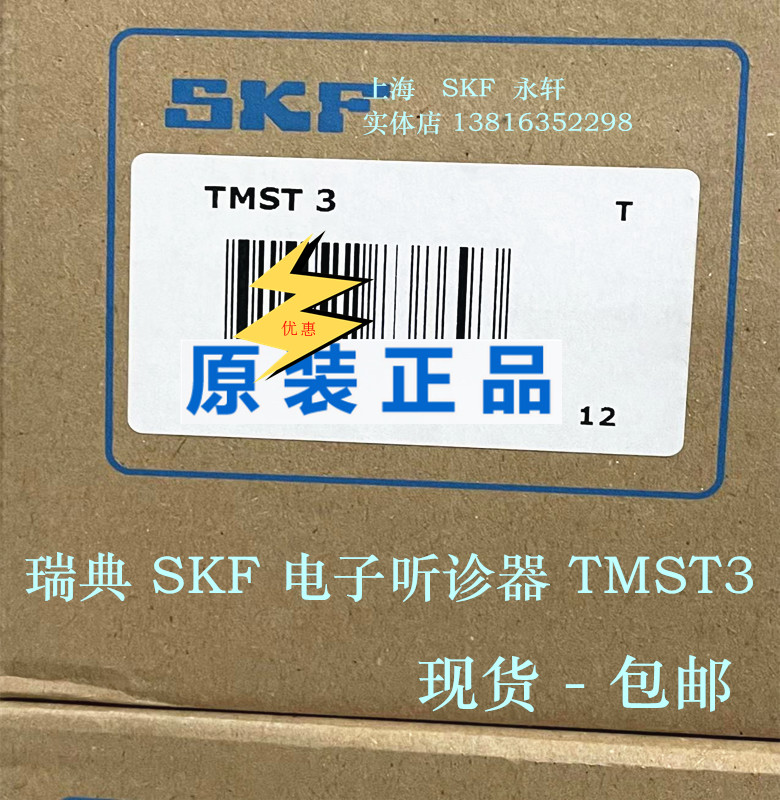 SKF
上海 SKF 永轩
实体店 13816352298
TMST 3
T
优惠
原装正品
12
瑞典 SKF 电子听诊器 TMST3
现货 - 包邮